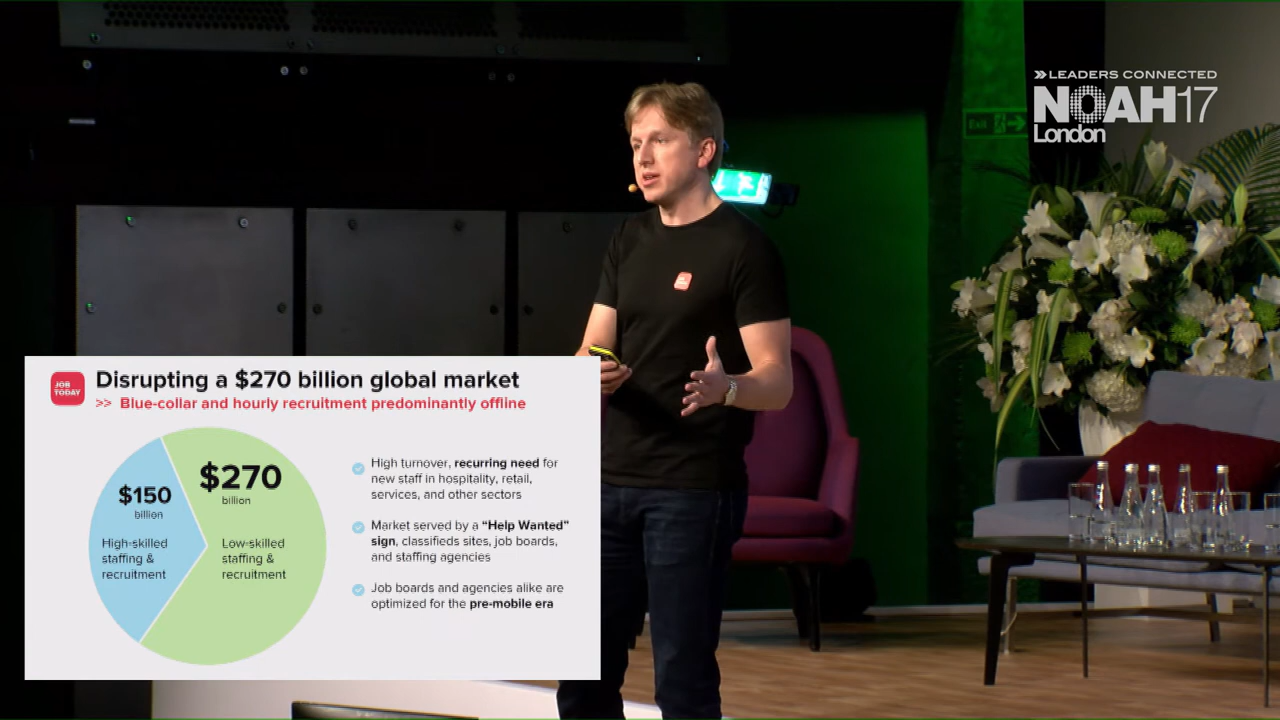 LEADERS CONNECTED
NOAH17
London
Exit
JOB
TODAY
Disrupting a $270 billion global market
>> Blue-collar and hourly recruitment predominantly offline
$150
billion
High-skilled
staffing &
recruitment
$270
billion
Low-skilled
staffing &
recruitment
High turnover, recurring need for
new staff in hospitality, retail,
services, and other sectors
Market served by a “Help Wanted”
sign, classifieds sites, job boards,
and staffing agencies
Job boards and agencies alike are
optimized for the pre-mobile era